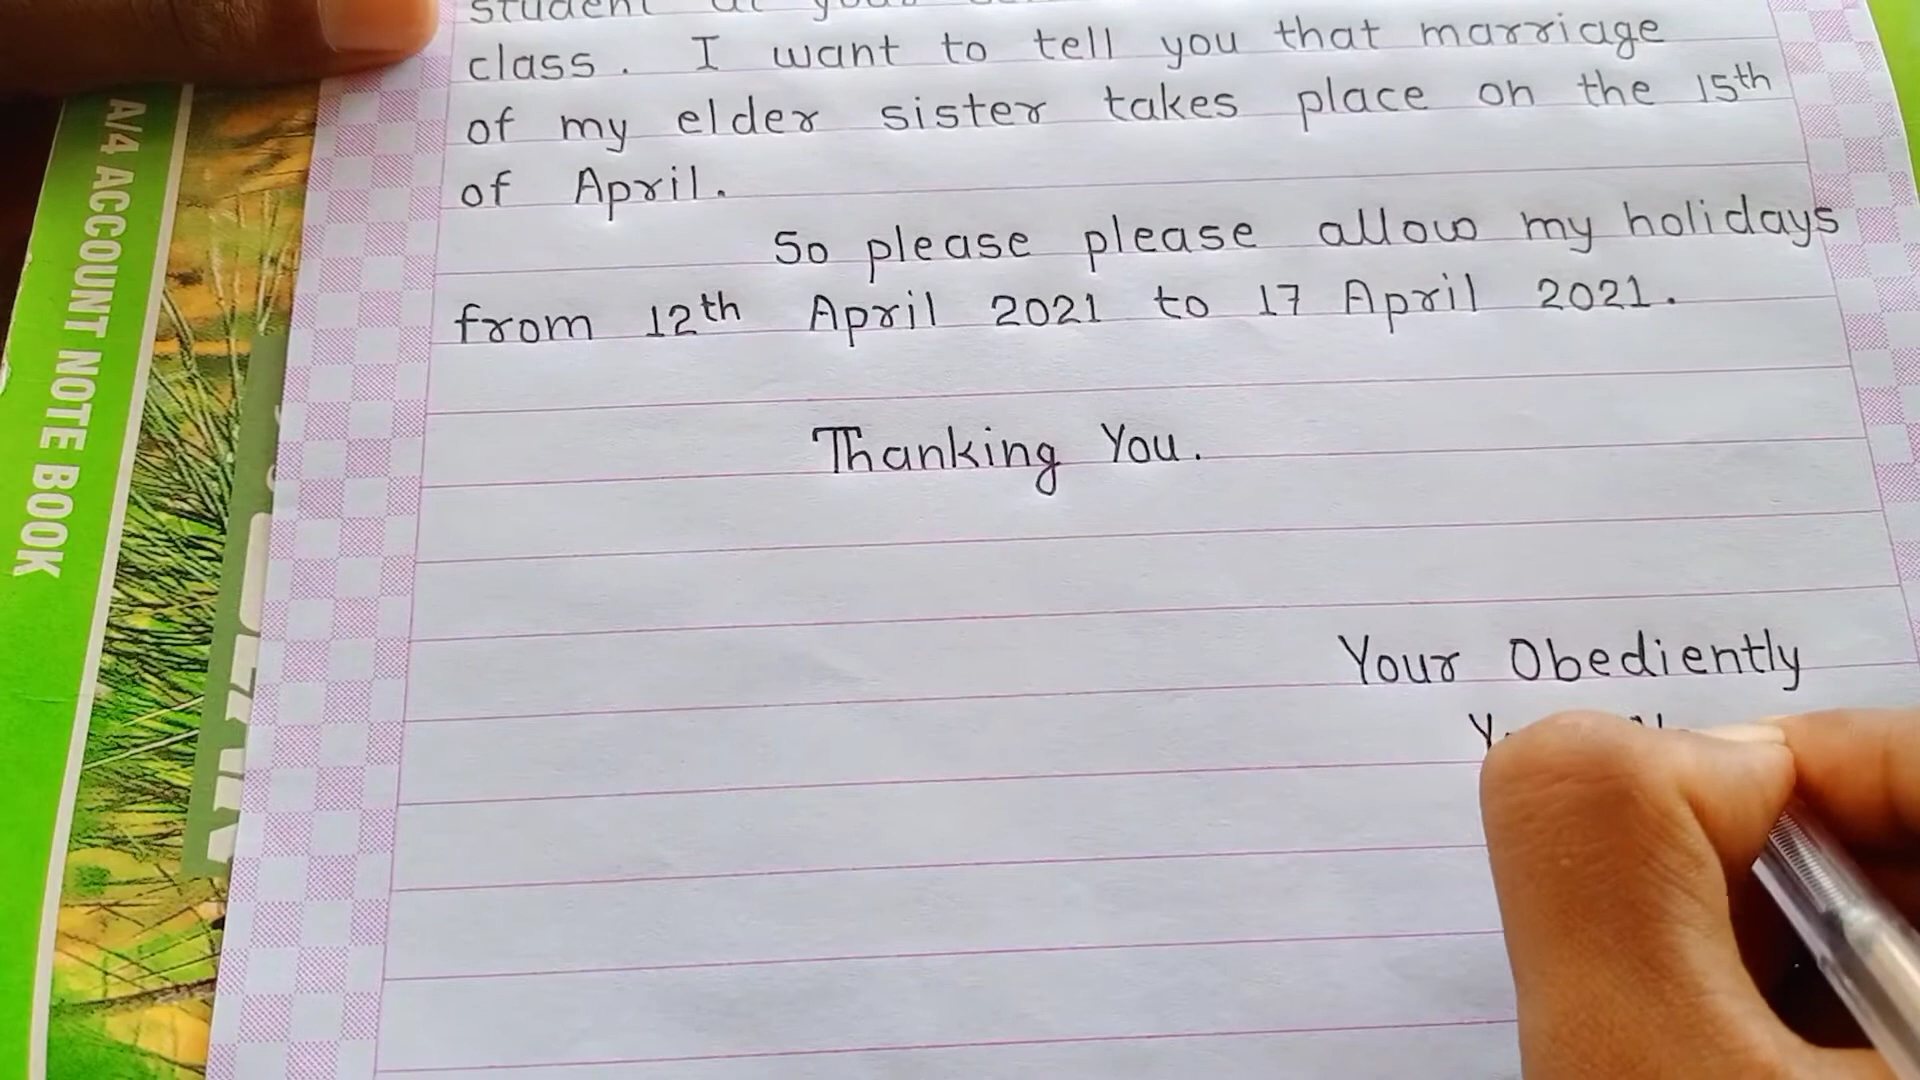 student
class. I want to tell you that marriage
of my elder sister takes place on the 15th
of April.
So please please allow my holidays
from 12th April 2021 to 17 April 2021.
Thanking You.
Your Obediently
A/4 ACCOUNT NOTE BOOK